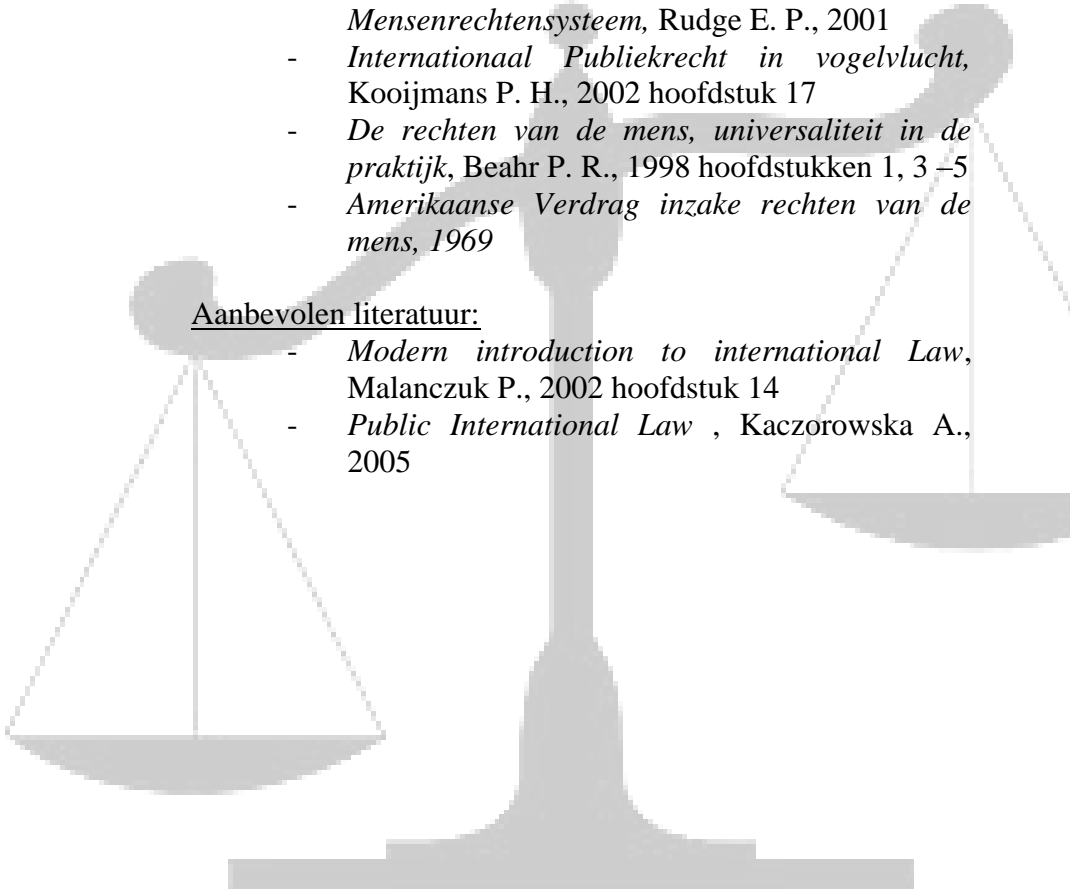 Mensenrechtensysteem, Rudge E. P., 2001
- Internationaal Publiekrecht in vogelvlucht,
Kooijmans P. H., 2002 hoofdstuk 17
- De rechten van de mens, universaliteit in de
praktijk, Beahr P. R., 1998 hoofdstukken 1, 3 –5
- Amerikaanse Verdrag inzake rechten van de
mens, 1969
Aanbevolen literatuur:
- Modern introduction to international Law,
Malanczuk P., 2002 hoofdstuk 14
- Public International Law , Kaczorowska A.,
2005